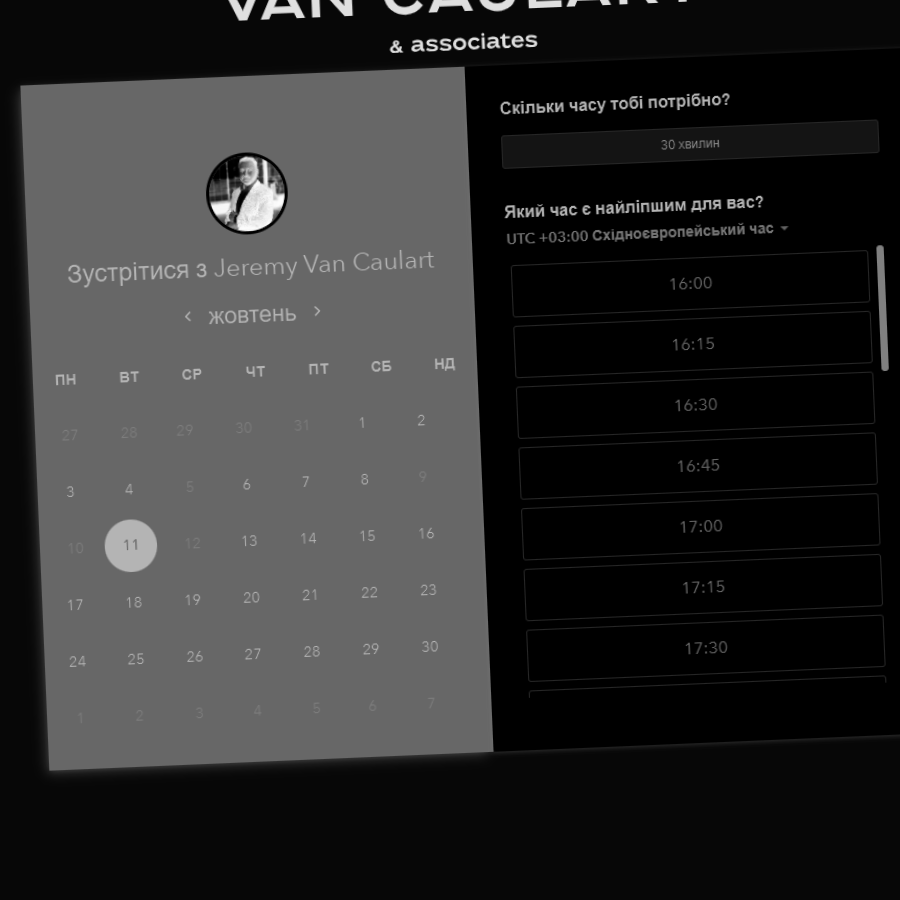 VAN CAULART
& associates
Зустрітися з Jeremy Van Caulart
жовтень
ПН ВТ СР ЧТ ПТ СБ НД
27 28 29 30 31 1 2
3 4 5 6 7 8 9
10 11 12 13 14 15 16
17 18 19 20 21 22 23
24 25 26 27 28 29 30
1 2 3 4 5 6 7
Скільки часу тобі потрібно?
30 хвилин
Який час є найліпшим для вас?
UTC +03:00 Східноєвропейський час
16:00
16:15
16:30
16:45
17:00
17:15
17:30